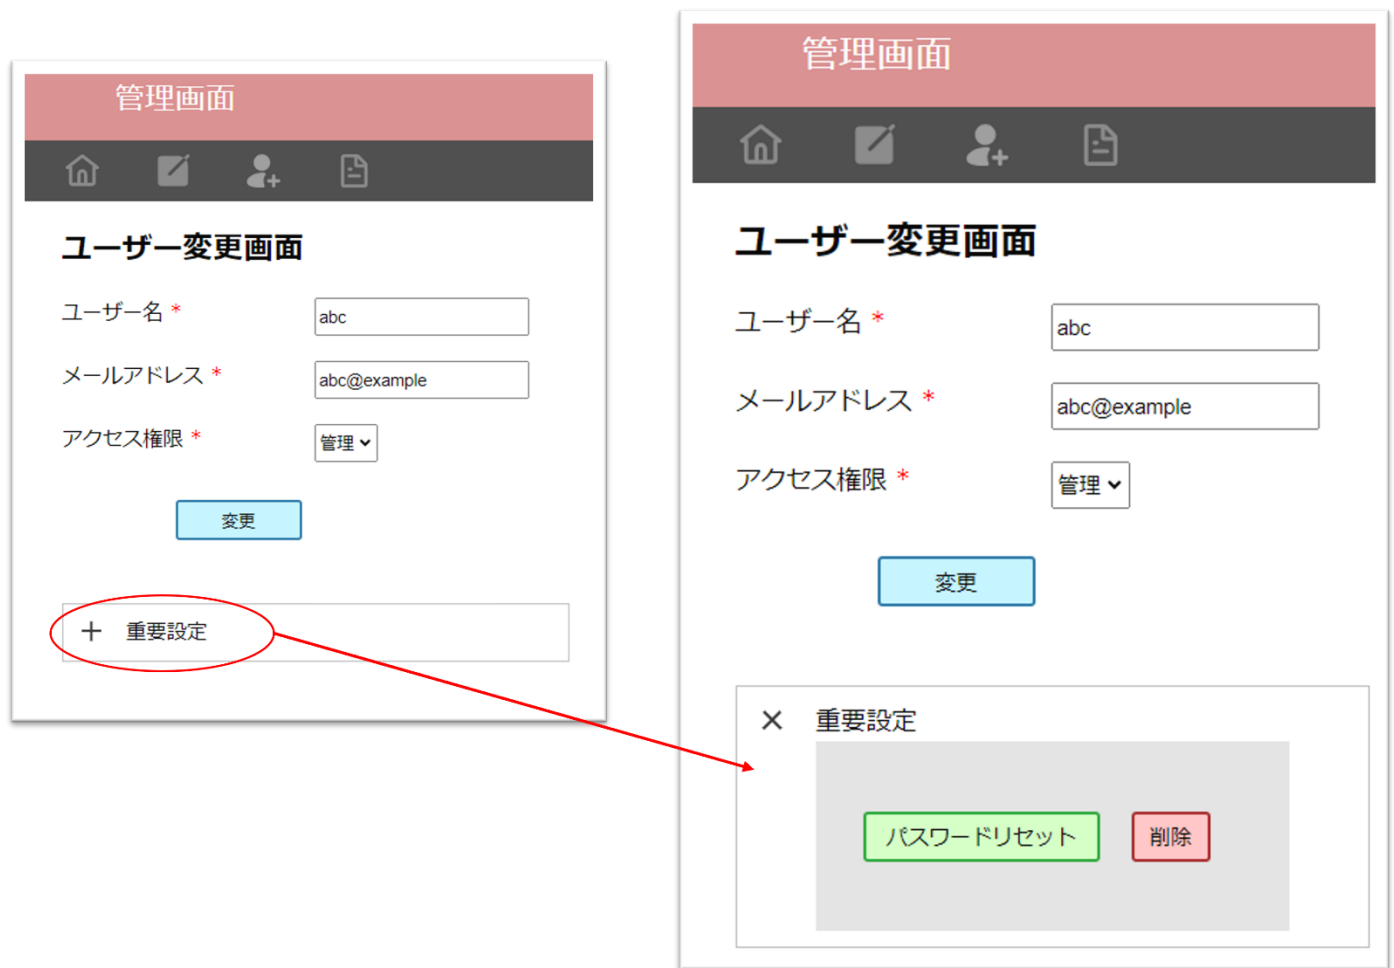 管理画面
ユーザー変更画面
ユーザー名 *
abc
メールアドレス *
abc@example
アクセス権限 *
管理
変更
重要設定
管理画面
ユーザー変更画面
ユーザー名 *
abc
メールアドレス *
abc@example
アクセス権限 *
管理
変更
重要設定
パスワードリセット
削除